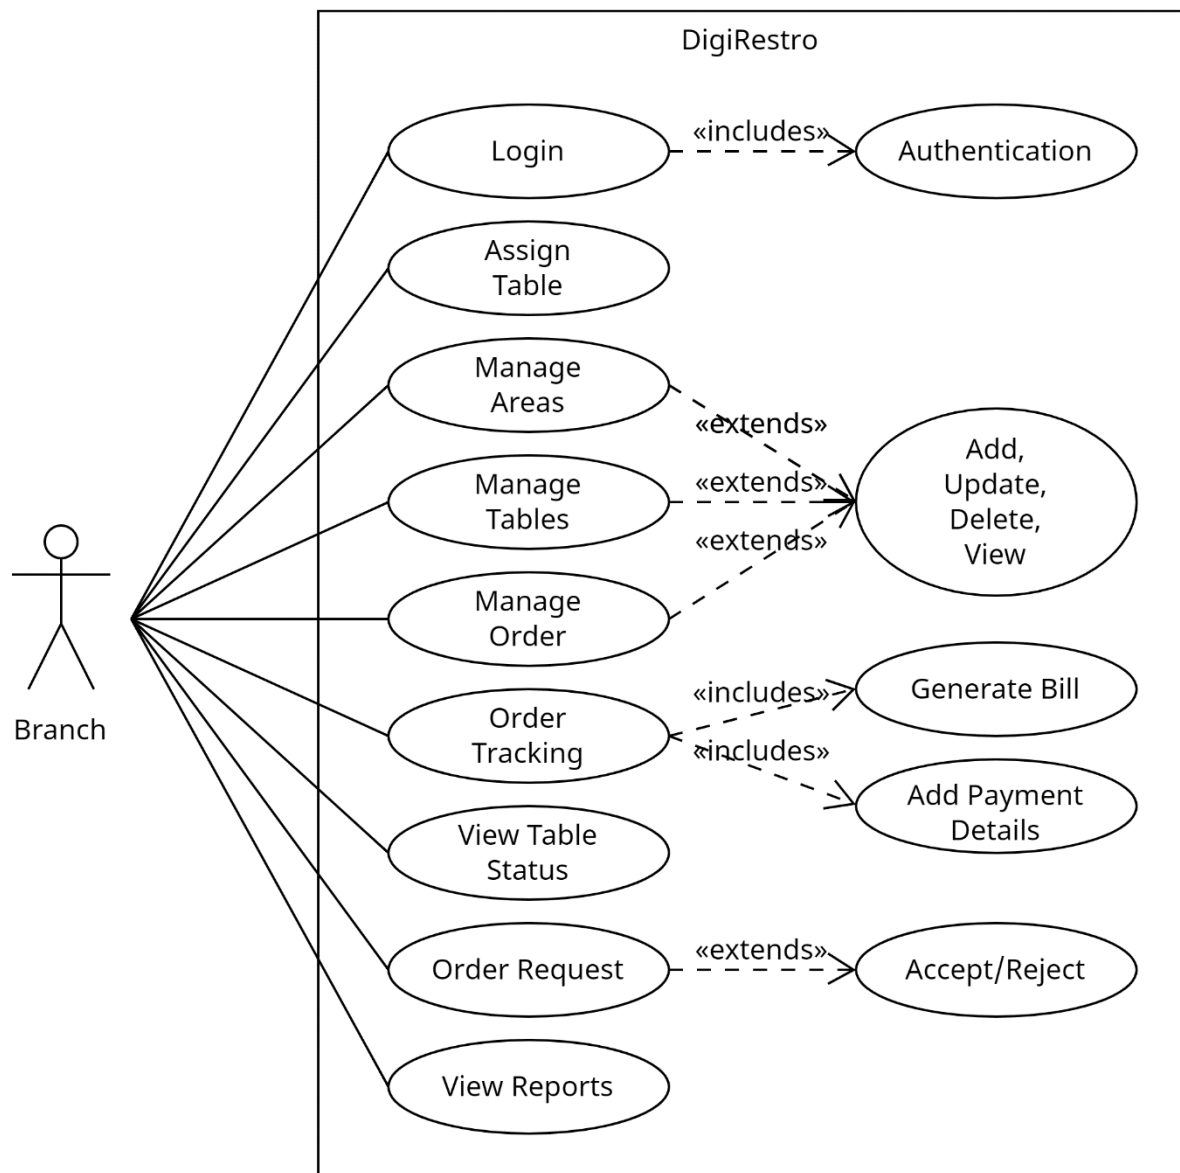 DigiRestro
Login
«includes»
Authentication
Assign
Table
Manage
Areas
«extends»
Manage
Tables
«extends»
Add,
Update,
Delete,
View
«extends»
Manage
Order
Branch
Order
Tracking
«includes»
Generate Bill
«includes»
Add Payment
Details
View Table
Status
Order Request
«extends»
Accept/Reject
View Reports